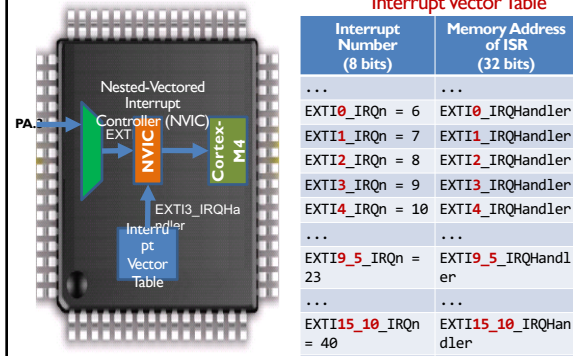 Interrupt Vector Table
Nested-Vectored
Interrupt
Controller (NVIC)
PA.3
EXT
NVIC
Cortex-
M4
EXTI3_IRQHa
ndler
Interru
pt
Vector
Table
Interrupt Number (8 bits) Memory Address of ISR (32 bits)
... ...
EXTI0_IRQn = 6 EXTI0_IRQHandler
EXTI1_IRQn = 7 EXTI1_IRQHandler
EXTI2_IRQn = 8 EXTI2_IRQHandler
EXTI3_IRQn = 9 EXTI3_IRQHandler
EXTI4_IRQn = 10 EXTI4_IRQHandler
... ...
EXTI9_5_IRQn = EXTI9_5_IRQHandl
23 er
... ...
EXTI15_10_IRQn EXTI15_10_IRQHan
= 40 dler